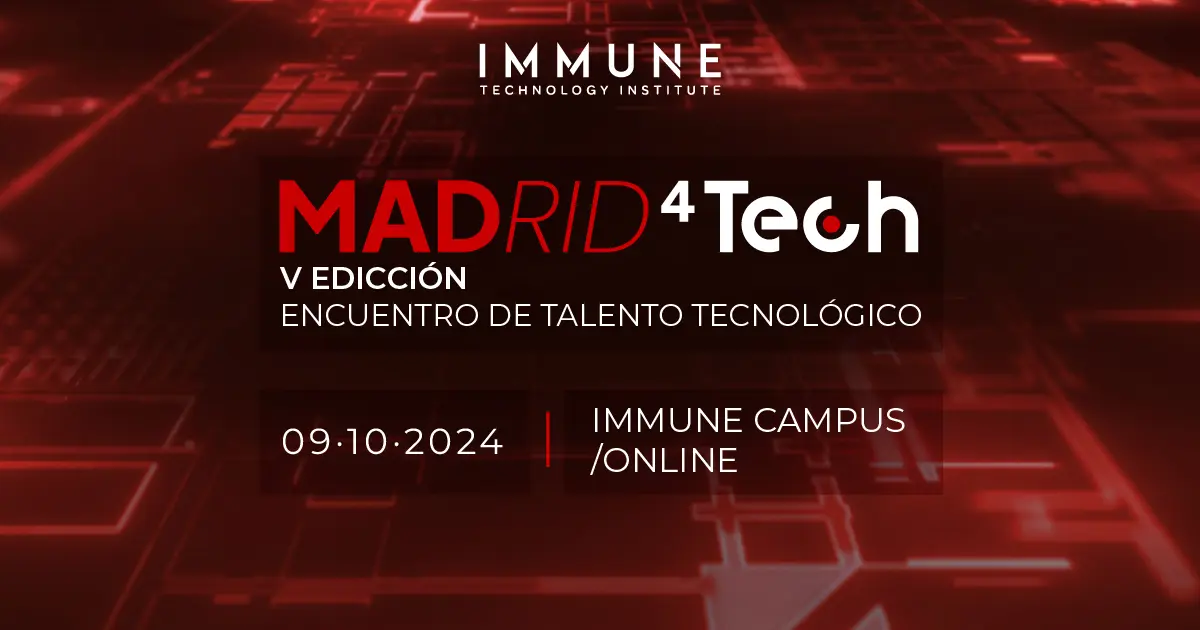 IMMUNE
TECHNOLOGY INSTITUTE
MADRID 4 Tech
V EDICCIÓN
ENCUENTRO DE TALENTO TECNOLÓGICO
09·10·2024
IMMUNE CAMPUS
/ONLINE